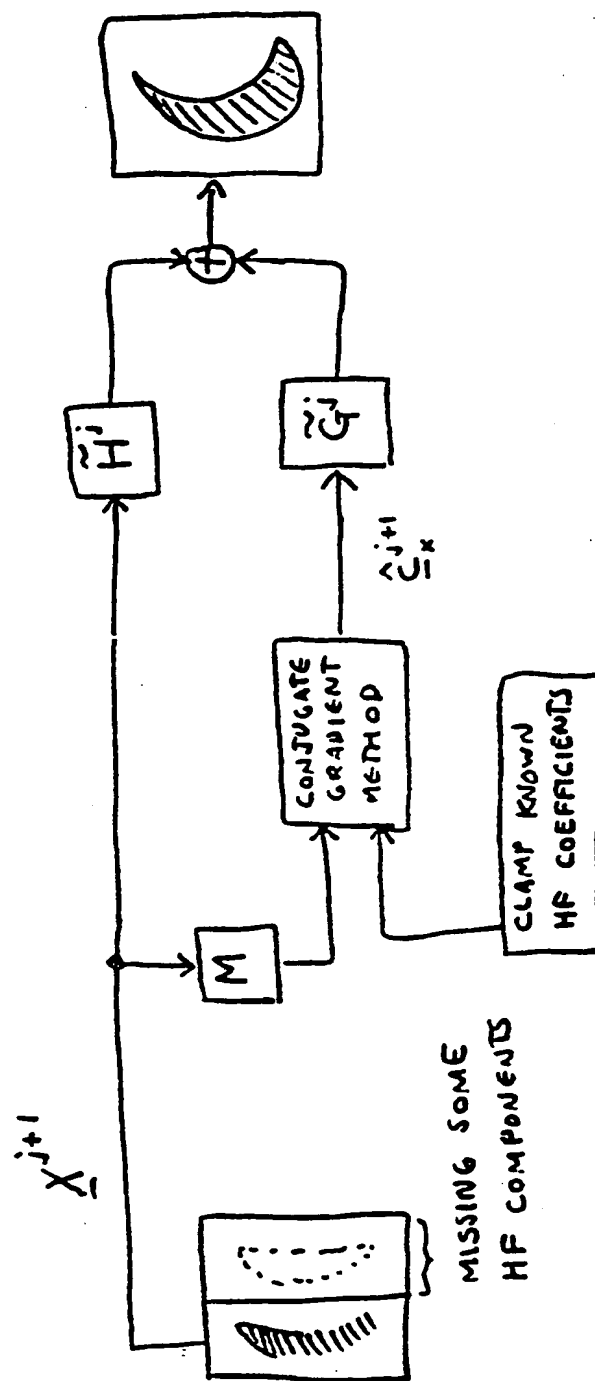 X^{j+1}
MISSING SOME
HF COMPONENTS
M
CLAMP KNOWN
HF COEFFICIENTS
CONJUGATE
GRADIENT
METHOD
Ĉ_x^{j+1}
H̃^j
G̃^j
+